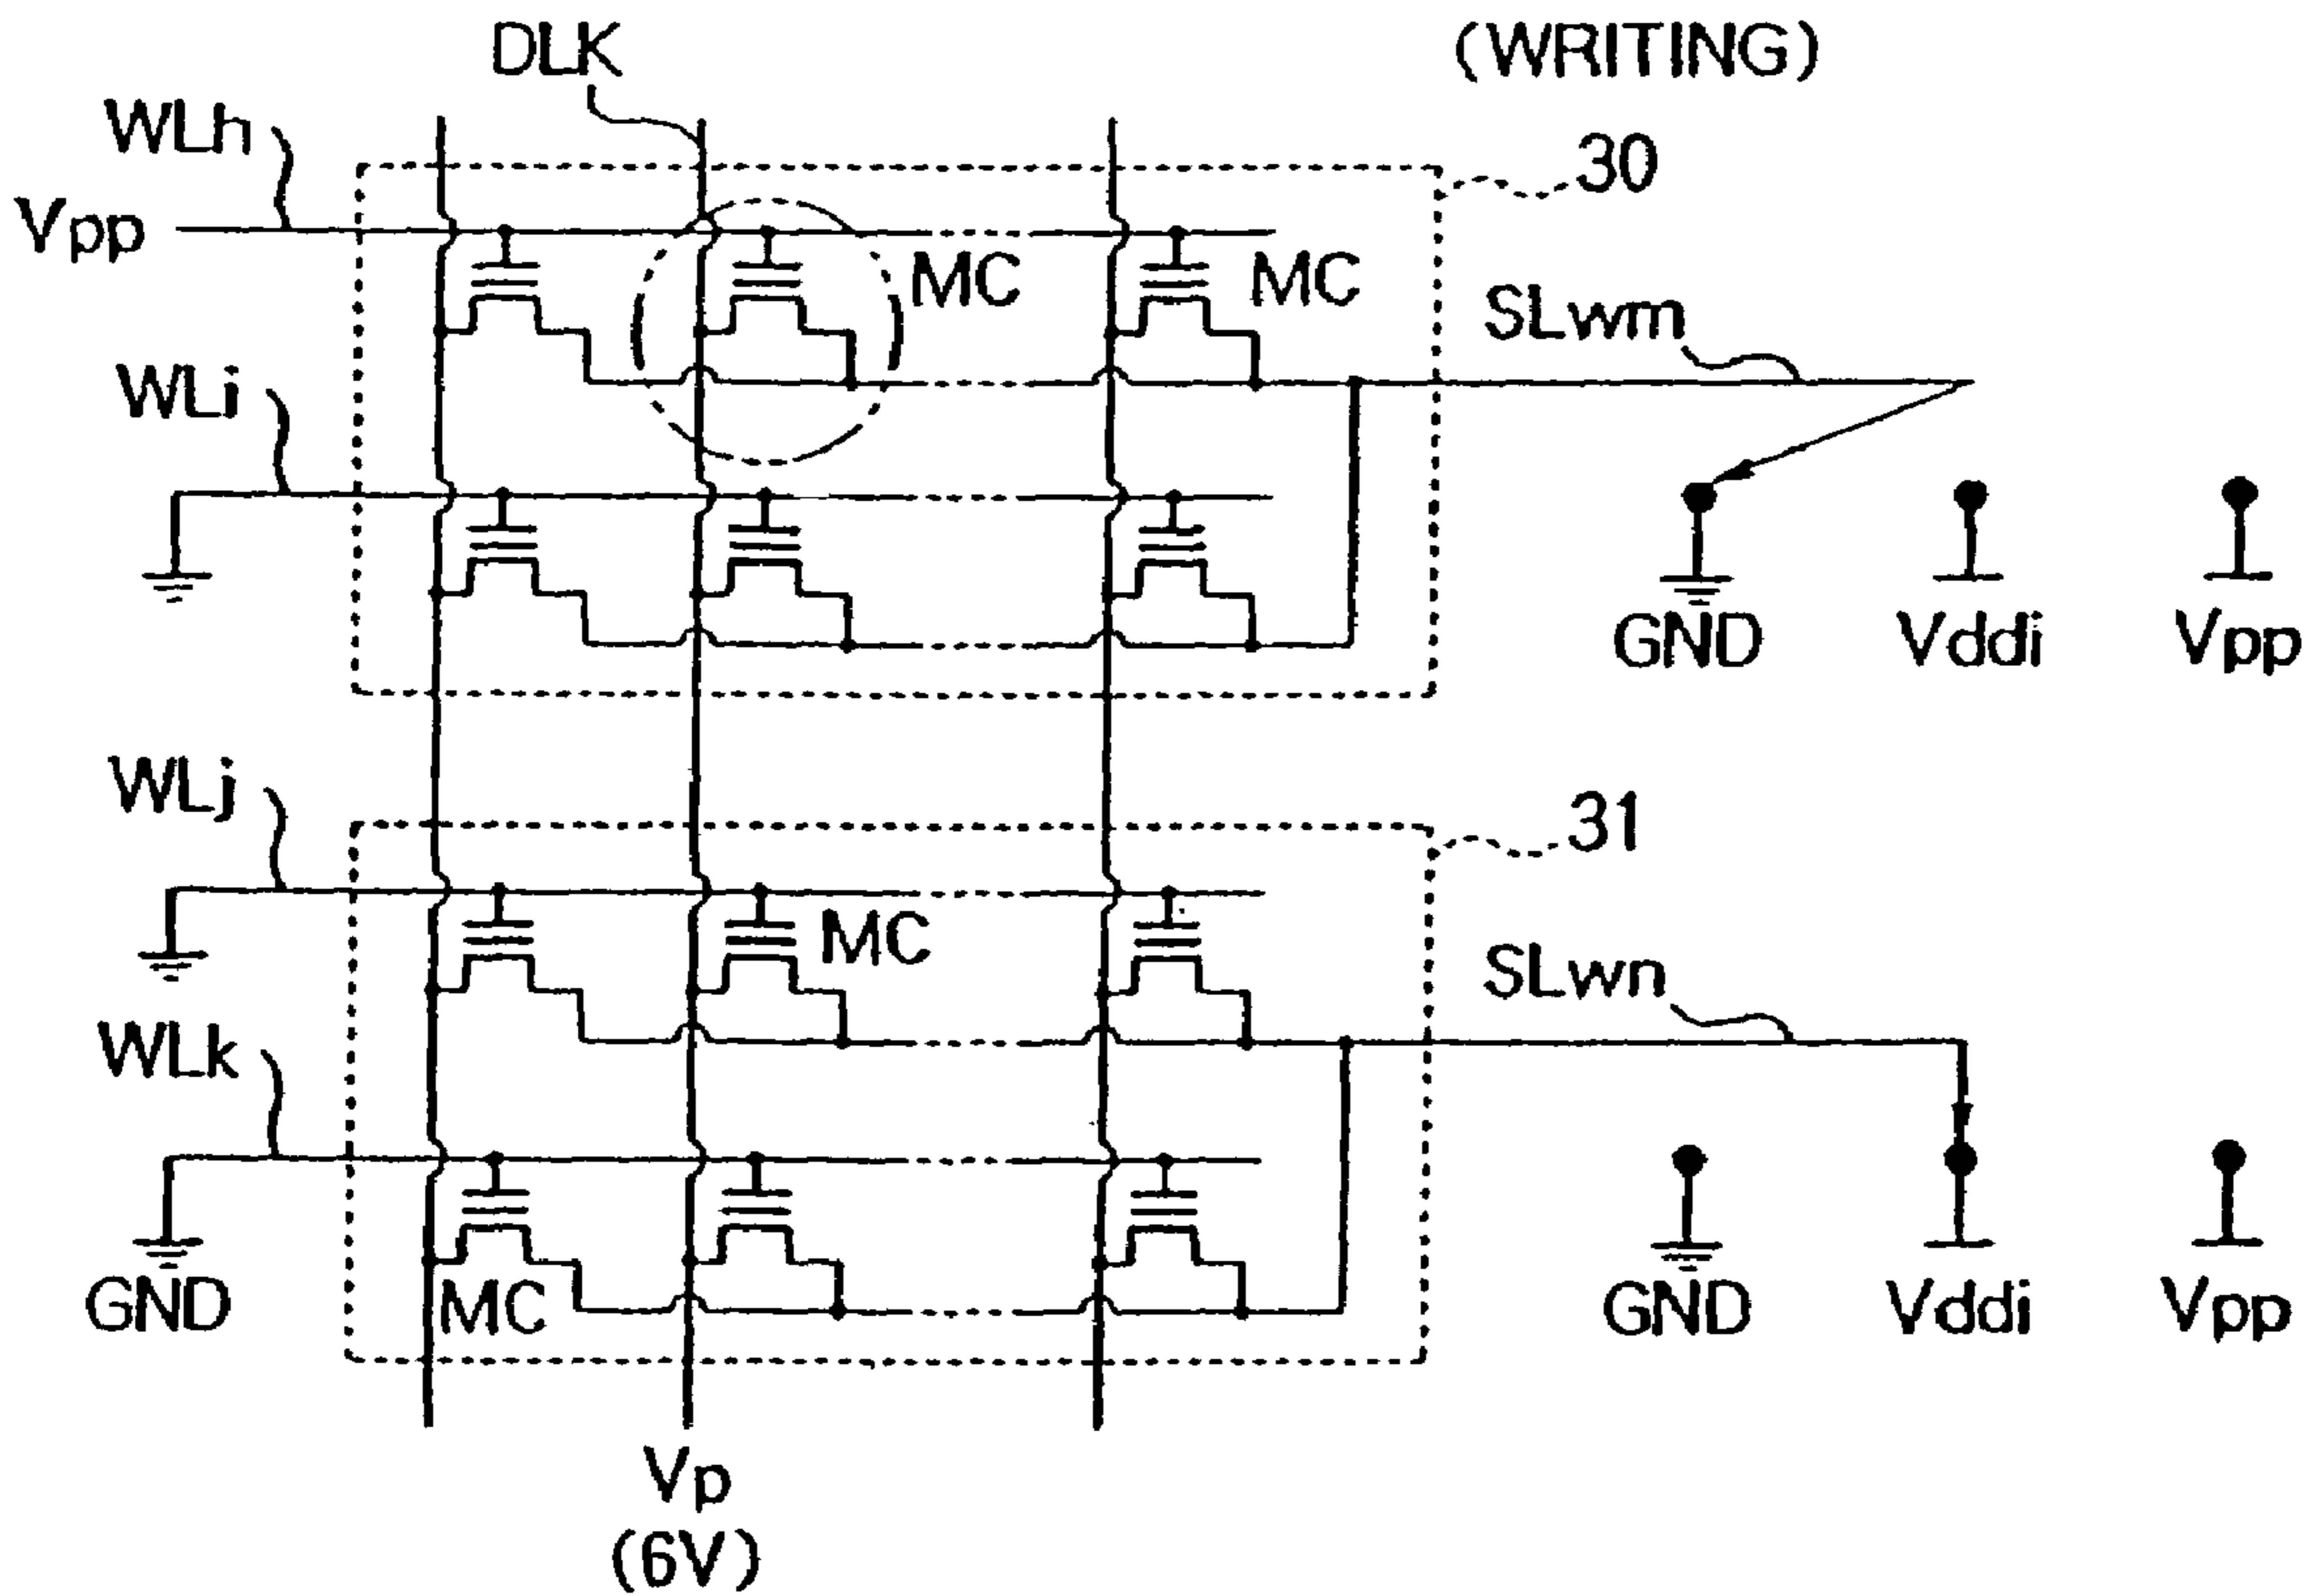 DLK
(WRITING)
WLh
30
Vpp
MC
MC
SLwm
WLi
GND
Vddi
Vpp
WLj
31
MC
SLwn
WLk
GND
MC
GND
Vddi
Vpp
Vp
(6V)